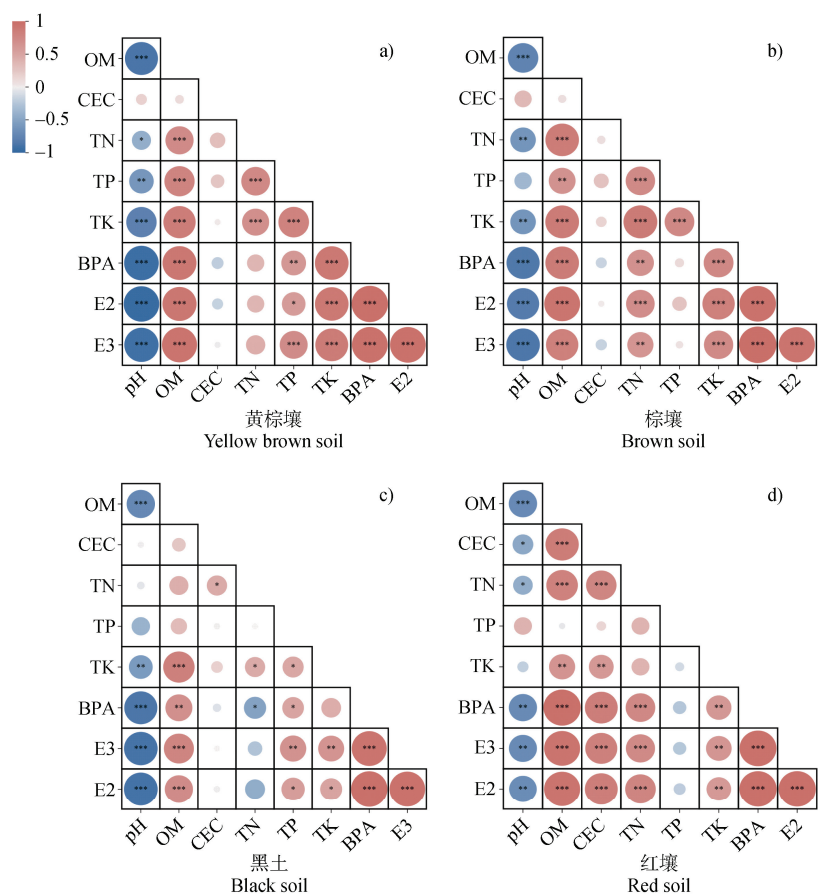 1
0.5
0
−0.5
−1
a)
OM ***
CEC
TN * ***
TP ** *** ***
TK *** *** *** ***
BPA *** *** ** ***
E2 *** *** * *** ***
E3 *** *** *** *** *** ***
pH OM CEC TN TP TK BPA E2
黄棕壤
Yellow brown soil
b)
OM ***
CEC
TN ** ***
TP ** ***
TK ** *** *** ***
BPA *** *** ** ***
E2 *** *** *** *** ***
E3 *** *** ** *** *** ***
pH OM CEC TN TP TK BPA E2
棕壤
Brown soil
c)
OM ***
CEC
TN *
TP
TK ** *** * *
BPA *** ** * *
E3 *** *** ** ** ***
E2 *** *** * * *** ***
pH OM CEC TN TP TK BPA E3
黑土
Black soil
d)
OM ***
CEC * ***
TN * *** ***
TP
TK ** **
BPA ** *** *** *** **
E3 ** *** *** *** ** ***
E2 ** *** *** *** ** *** ***
pH OM CEC TN TP TK BPA E2
红壤
Red soil